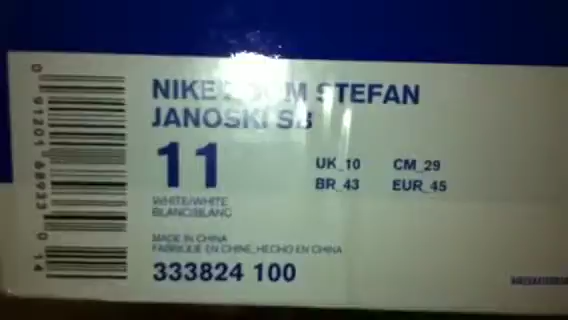 NIKE ZOOM STEFAN
JANOSKI SB
11
UK_10 CM_29
BR_43 EUR_45
WHITE/WHITE
BLANC/BLANC
MADE IN CHINA
FABRIQUE EN CHINE, HECHO EN CHINA
333824 100